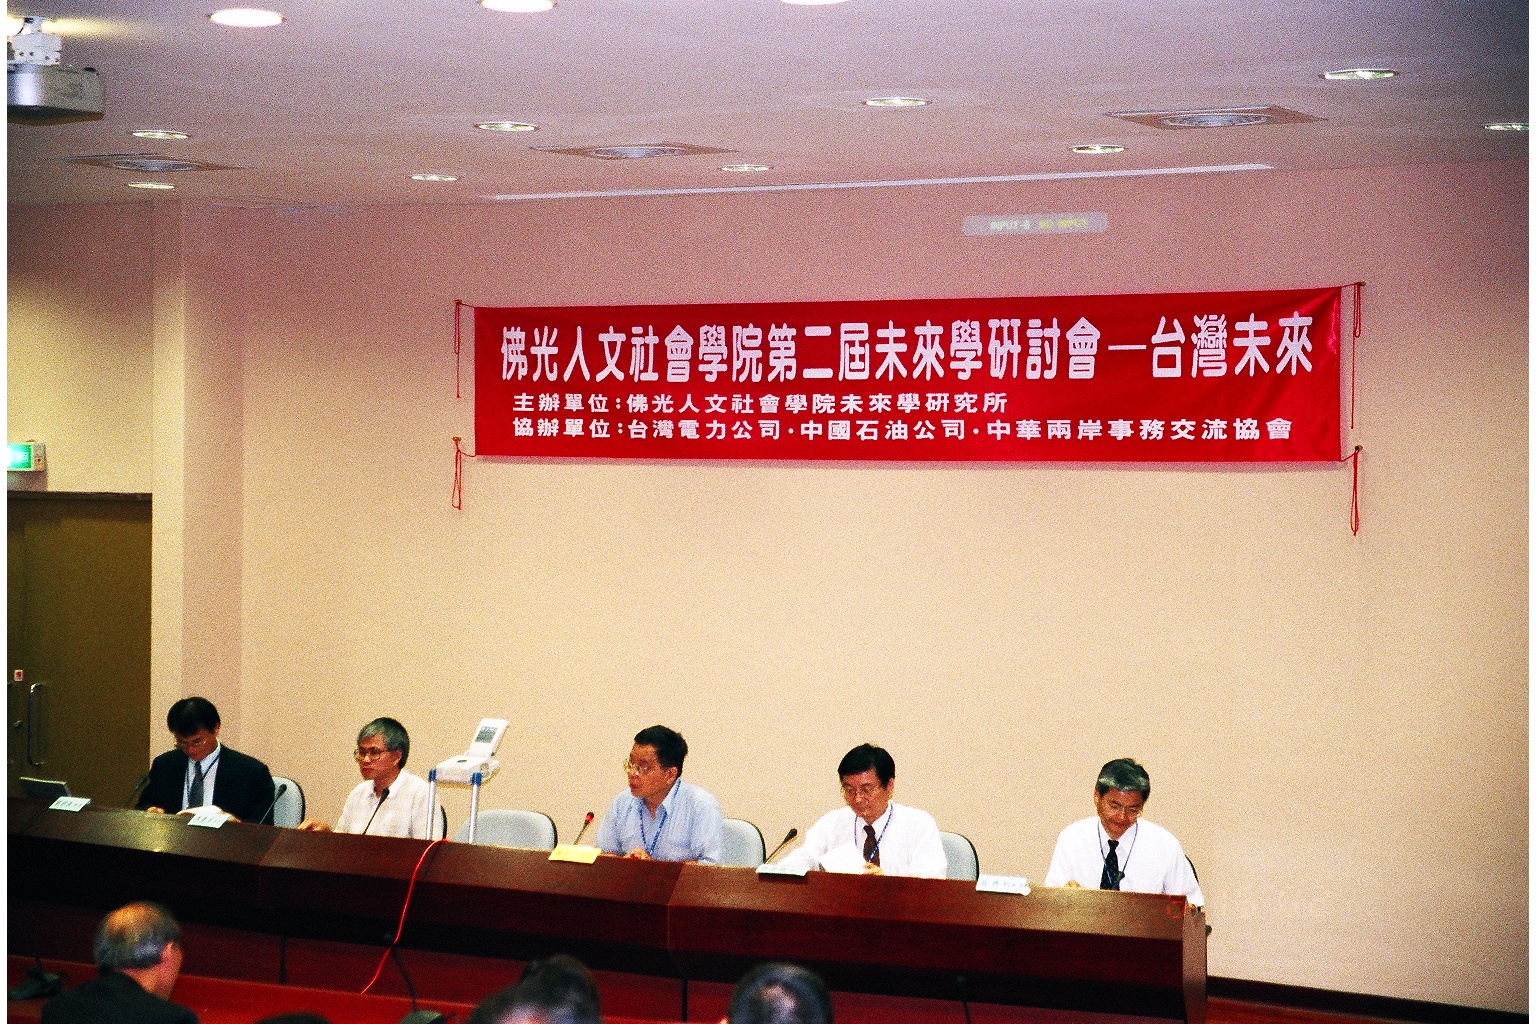 INPUT-B NO INPUT
佛光人文社會學院第二屆未來學研討會—台灣未來
主辦單位:佛光人文社會學院未來學研究所
協辦單位:台灣電力公司·中國石油公司·中華兩岸事務交流協會